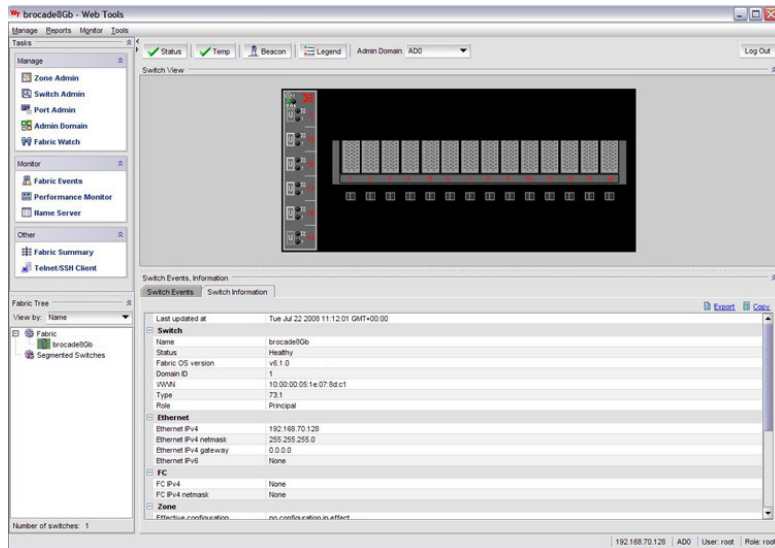 brocade8Gb - Web Tools
Manage Reports Monitor Tools
Tasks
Manage
Zone Admin
Switch Admin
Port Admin
Admin Domain
Fabric Watch
Monitor
Fabric Events
Performance Monitor
Name Server
Other
Fabric Summary
Telnet/SSH Client
Fabric Tree
View by: Name
Fabric
brocade8Gb
Segmented Switches
Number of switches: 1
Status Temp Beacon Legend Admin Domain AD0 Log Out
Switch View
Switch Events, Information
Switch Events Switch Information
Export Copy
Last updated at Tue Jul 22 2008 11:12:01 GMT+00:00
Switch
Name brocade8Gb
Status Healthy
Fabric OS version v6.1.0
Domain ID 1
WWN 10:00:00:05:1e:07:8d:c1
Type 73.1
Role Principal
Ethernet
Ethernet IPv4 192.168.70.128
Ethernet IPv4 netmask 255.255.255.0
Ethernet IPv4 gateway 0.0.0.0
Ethernet IPv6 None
FC
FC IPv4 None
FC IPv4 netmask None
Zone
Effective configuration no configuration in effect
192.168.70.128 AD0 User: root Role: root